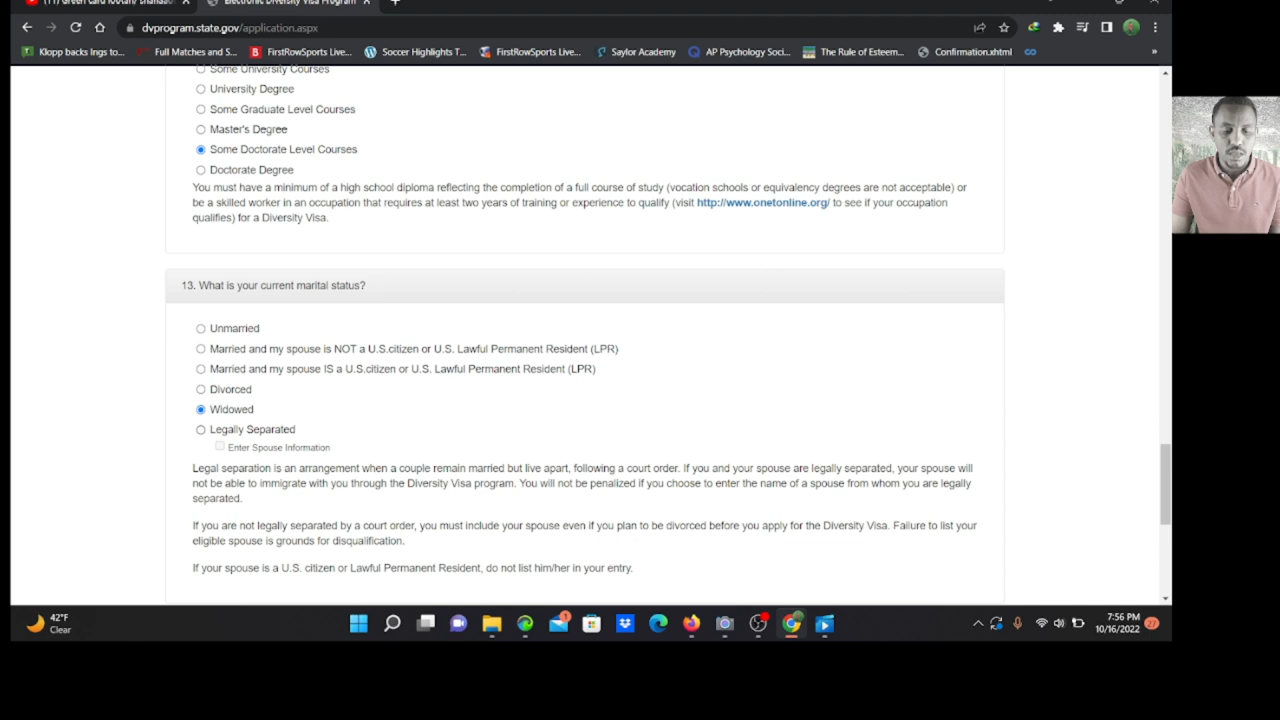 Electronic Diversity Visa Program
dvprogram.state.gov/application.aspx
Klopp backs Ings to...
Full Matches and S...
FirstRowSports Live...
Soccer Highlights T...
FirstRowSports Live...
Saylor Academy
AP Psychology Soci...
The Rule of Esteem...
Confirmation.xhtml
Some University Courses
University Degree
Some Graduate Level Courses
Master's Degree
Some Doctorate Level Courses
Doctorate Degree
You must have a minimum of a high school diploma reflecting the completion of a full course of study (vocation schools or equivalency degrees are not acceptable) or
be a skilled worker in an occupation that requires at least two years of training or experience to qualify (visit http://www.onetonline.org/ to see if your occupation
qualifies) for a Diversity Visa.
13. What is your current marital status?
Unmarried
Married and my spouse is NOT a U.S.citizen or U.S. Lawful Permanent Resident (LPR)
Married and my spouse IS a U.S.citizen or U.S. Lawful Permanent Resident (LPR)
Divorced
Widowed
Legally Separated
Enter Spouse Information
Legal separation is an arrangement when a couple remain married but live apart, following a court order. If you and your spouse are legally separated, your spouse will
not be able to immigrate with you through the Diversity Visa program. You will not be penalized if you choose to enter the name of a spouse from whom you are legally
separated.
If you are not legally separated by a court order, you must include your spouse even if you plan to be divorced before you apply for the Diversity Visa. Failure to list your
eligible spouse is grounds for disqualification.
If your spouse is a U.S. citizen or Lawful Permanent Resident, do not list him/her in your entry.
42°F
Clear
7:56 PM
10/16/2022
27